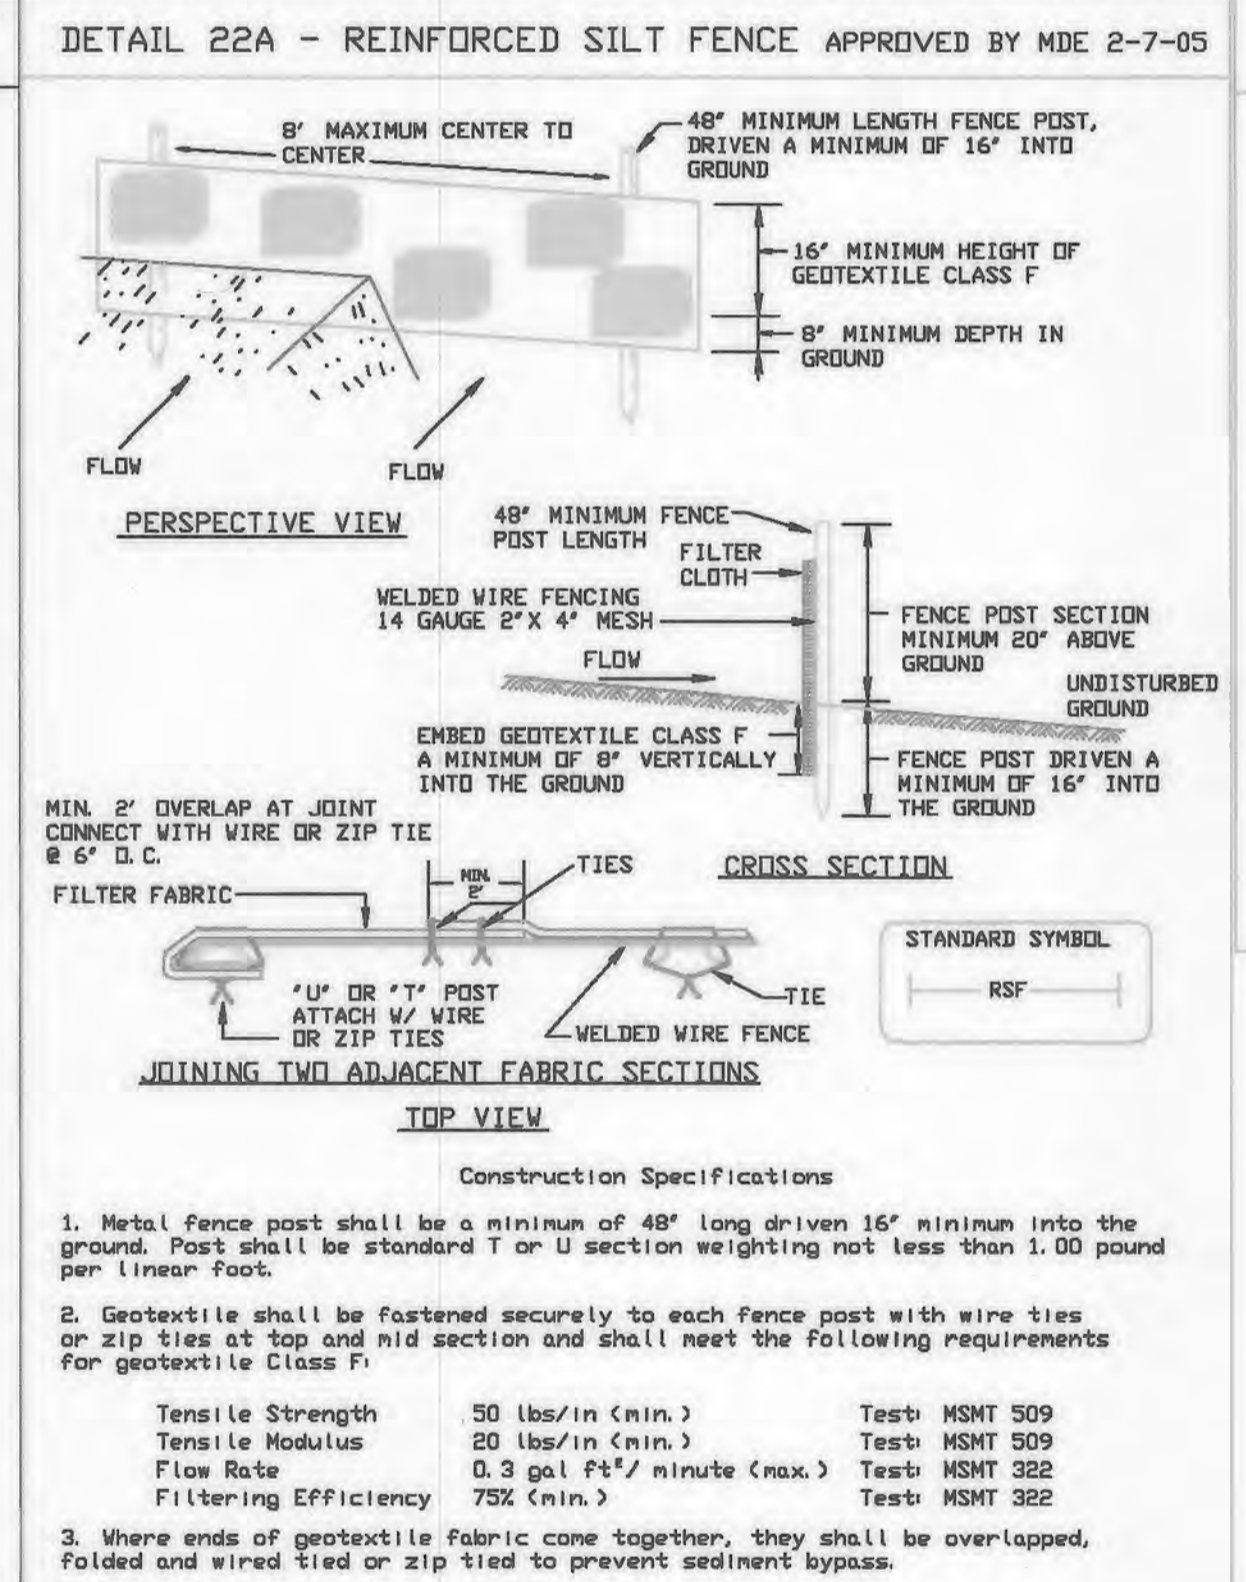 DETAIL 22A - REINFORCED SILT FENCE APPROVED BY MDE 2-7-05
8' MAXIMUM CENTER TO
CENTER
48" MINIMUM LENGTH FENCE POST,
DRIVEN A MINIMUM OF 16" INTO
GROUND
16" MINIMUM HEIGHT OF
GEOTEXTILE CLASS F
8" MINIMUM DEPTH IN
GROUND
FLOW
FLOW
PERSPECTIVE VIEW
48" MINIMUM FENCE
POST LENGTH
FILTER
CLOTH
WELDED WIRE FENCING
14 GAUGE 2"X 4" MESH
FLOW
FENCE POST SECTION
MINIMUM 20" ABOVE
GROUND
UNDISTURBED
GROUND
EMBED GEOTEXTILE CLASS F
A MINIMUM OF 8" VERTICALLY
INTO THE GROUND
FENCE POST DRIVEN A
MINIMUM OF 16" INTO
THE GROUND
CROSS SECTION
MIN. 2' OVERLAP AT JOINT
CONNECT WITH WIRE OR ZIP TIE
@ 6" O.C.
FILTER FABRIC
MIN.
2'
TIES
"U" OR "T" POST
ATTACH W/ WIRE
OR ZIP TIES
TIE
WELDED WIRE FENCE
STANDARD SYMBOL
RSF
JOINING TWO ADJACENT FABRIC SECTIONS
TOP VIEW
Construction Specifications
1. Metal fence post shall be a minimum of 48" long driven 16" minimum into the
ground. Post shall be standard T or U section weighting not less than 1.00 pound
per linear foot.
2. Geotextile shall be fastened securely to each fence post with wire ties
or zip ties at top and mid section and shall meet the following requirements
for geotextile Class F:
Tensile Strength 50 lbs/in (min.) Test: MSMT 509
Tensile Modulus 20 lbs/in (min.) Test: MSMT 509
Flow Rate 0.3 gal ft²/ minute (max.) Test: MSMT 322
Filtering Efficiency 75% (min.) Test: MSMT 322
3. Where ends of geotextile fabric come together, they shall be overlapped,
folded and wired tied or zip tied to prevent sediment bypass.